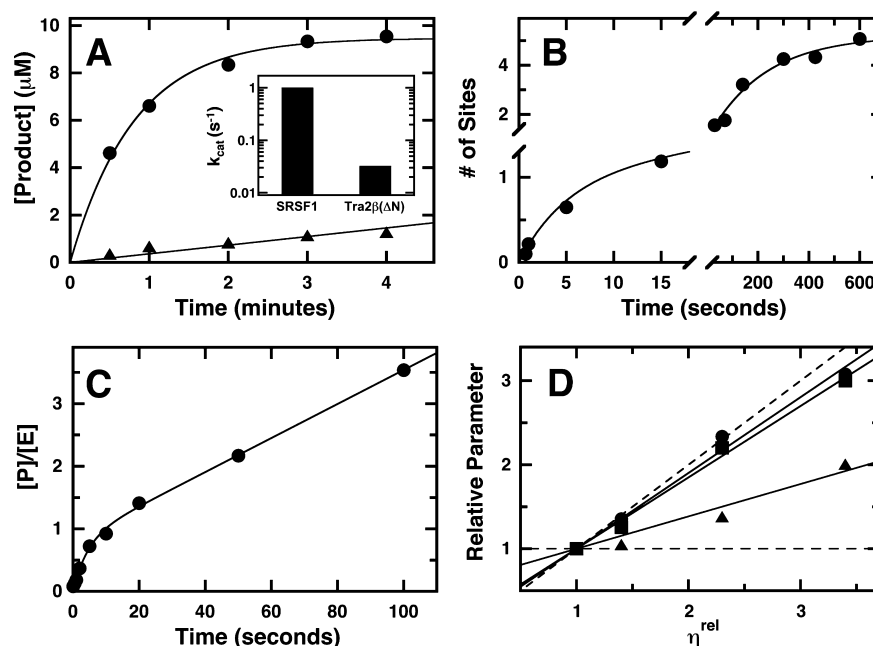 A
[Product] (μM)
10
8
6
4
2
0
0 1 2 3 4
Time (minutes)
k_cat (s⁻¹)
1
0.1
0.01
SRSF1 Tra2β(ΔN)
B
# of Sites
4
2
1
0
0 5 10 15 200 400 600
Time (seconds)
C
[P]/[E]
3
2
1
0
0 20 40 60 80 100
Time (seconds)
D
Relative Parameter
3
2
1
1 2 3
η^rel